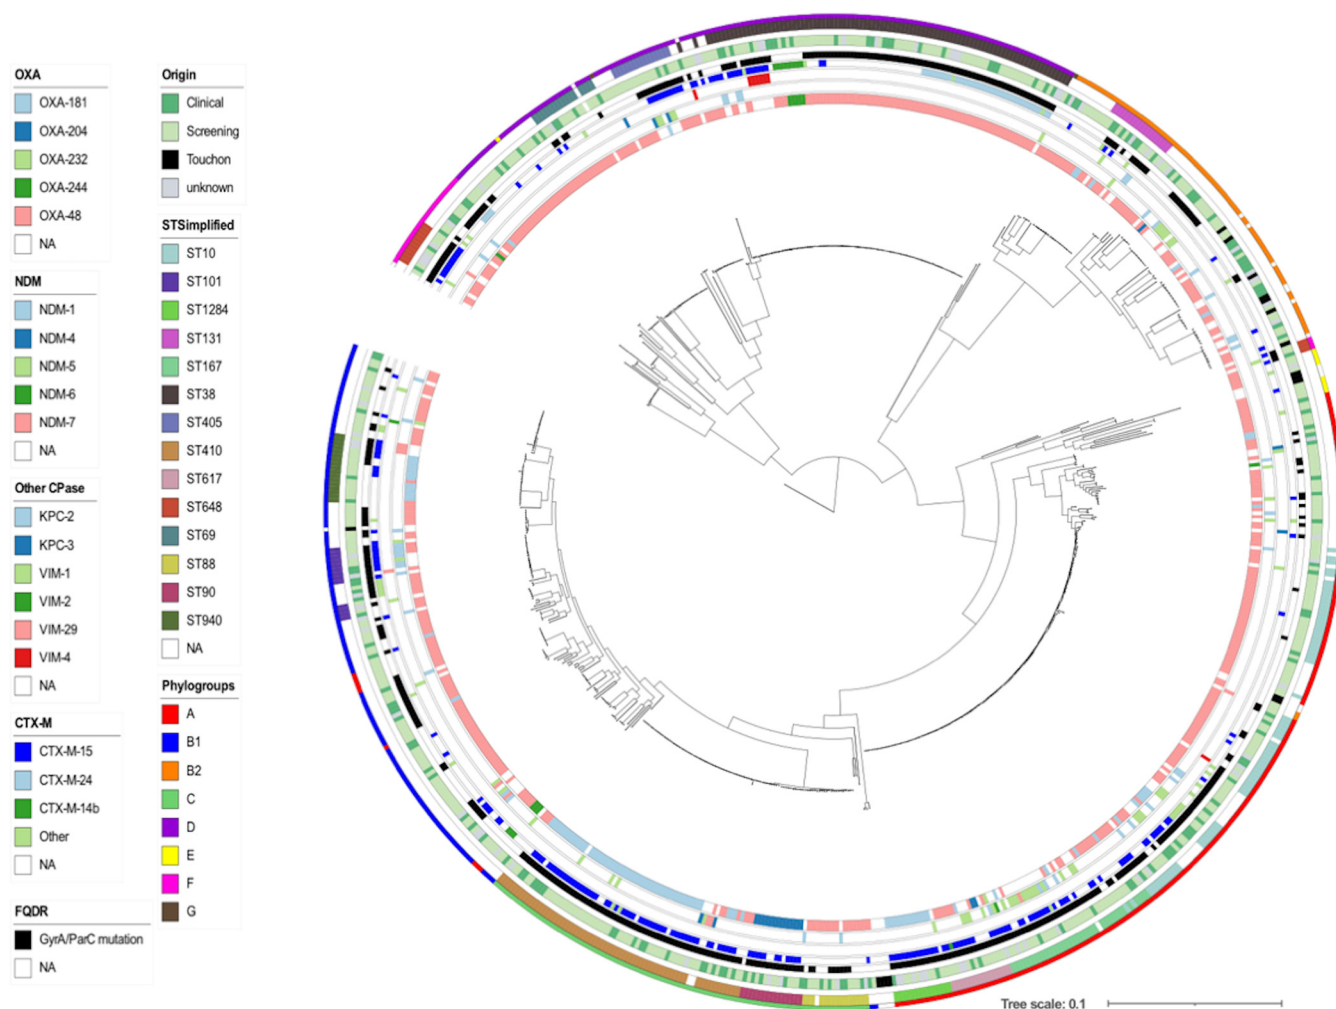 OXA
OXA-181
OXA-204
OXA-232
OXA-244
OXA-48
NA
NDM
NDM-1
NDM-4
NDM-5
NDM-6
NDM-7
NA
Other CPase
KPC-2
KPC-3
VIM-1
VIM-2
VIM-29
VIM-4
NA
CTX-M
CTX-M-15
CTX-M-24
CTX-M-14b
Other
NA
FQDR
GyrA/ParC mutation
NA
Origin
Clinical
Screening
Touchon
unknown
STSimplified
ST10
ST101
ST1284
ST131
ST167
ST38
ST405
ST410
ST617
ST648
ST69
ST88
ST90
ST940
NA
Phylogroups
A
B1
B2
C
D
E
F
G
Tree scale: 0.1